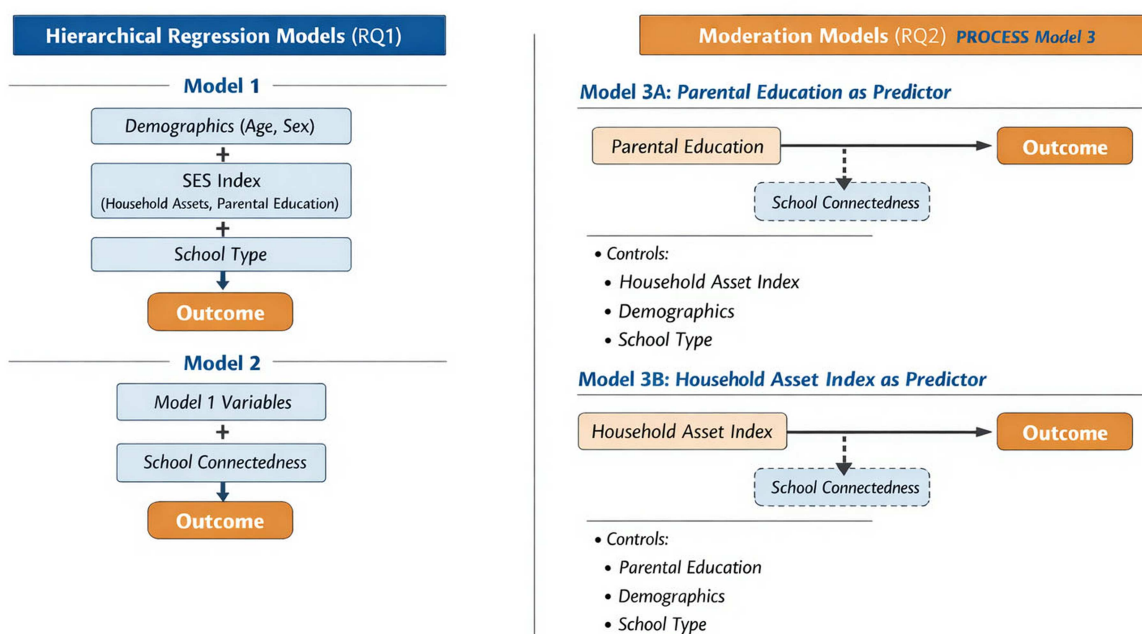 Hierarchical Regression Models (RQ1)
Model 1
Demographics (Age, Sex)
+
SES Index
(Household Assets, Parental Education)
+
School Type
Outcome
Model 2
Model 1 Variables
+
School Connectedness
Outcome
Moderation Models (RQ2) PROCESS Model 3
Model 3A: Parental Education as Predictor
Parental Education
Outcome
School Connectedness
• Controls:
• Household Asset Index
• Demographics
• School Type
Model 3B: Household Asset Index as Predictor
Household Asset Index
Outcome
School Connectedness
• Controls:
• Parental Education
• Demographics
• School Type